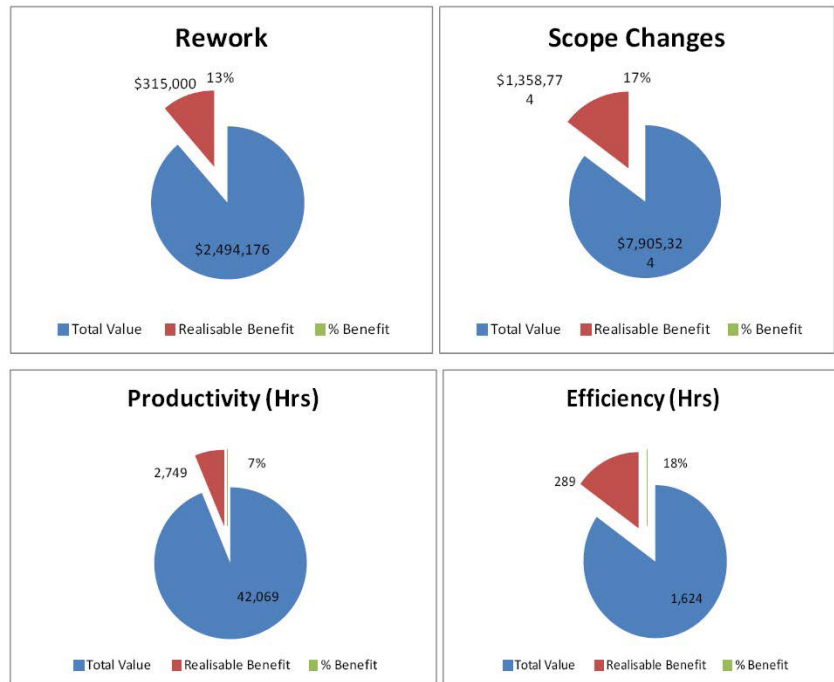 Rework
$315,000
13%
$2,494,176
Total Value
Realisable Benefit
% Benefit
Scope Changes
$1,358,77
4
17%
$7,905,32
4
Total Value
Realisable Benefit
% Benefit
Productivity (Hrs)
2,749
7%
42,069
Total Value
Realisable Benefit
% Benefit
Efficiency (Hrs)
289
18%
1,624
Total Value
Realisable Benefit
% Benefit